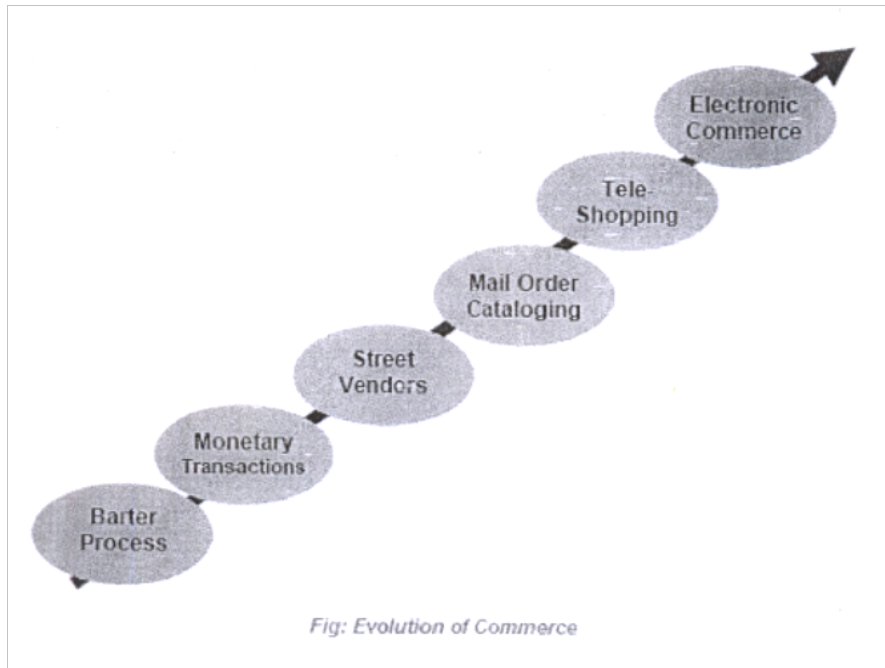 Electronic
Commerce
Tele-
Shopping
Mail Order
Cataloging
Street
Vendors
Monetary
Transactions
Barter
Process
Fig: Evolution of Commerce